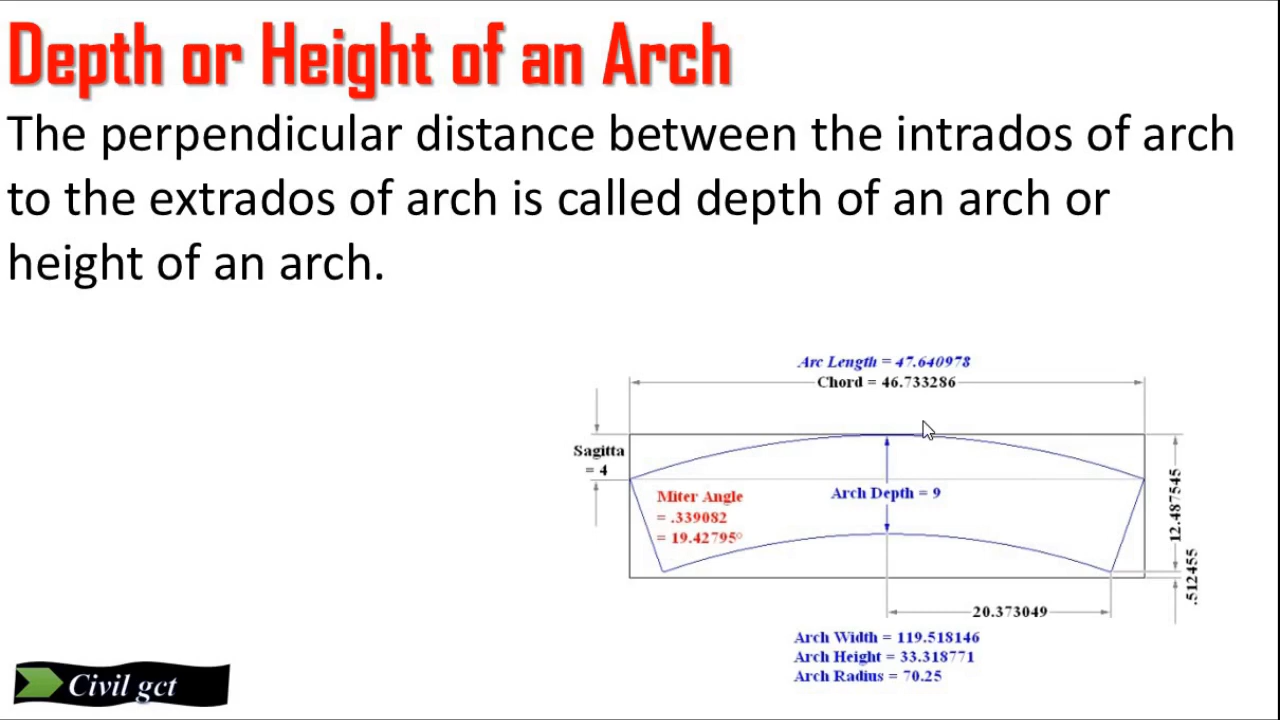 Depth or Height of an Arch
The perpendicular distance between the intrados of arch
to the extrados of arch is called depth of an arch or
height of an arch.
Arc Length = 47.640978
Chord = 46.733286
Sagitta
= 4
Miter Angle
= .339082
= 19.42795°
Arch Depth = 9
12.487545
.512455
20.373049
Arch Width = 119.518146
Arch Height = 33.318771
Arch Radius = 70.25
Civil gct